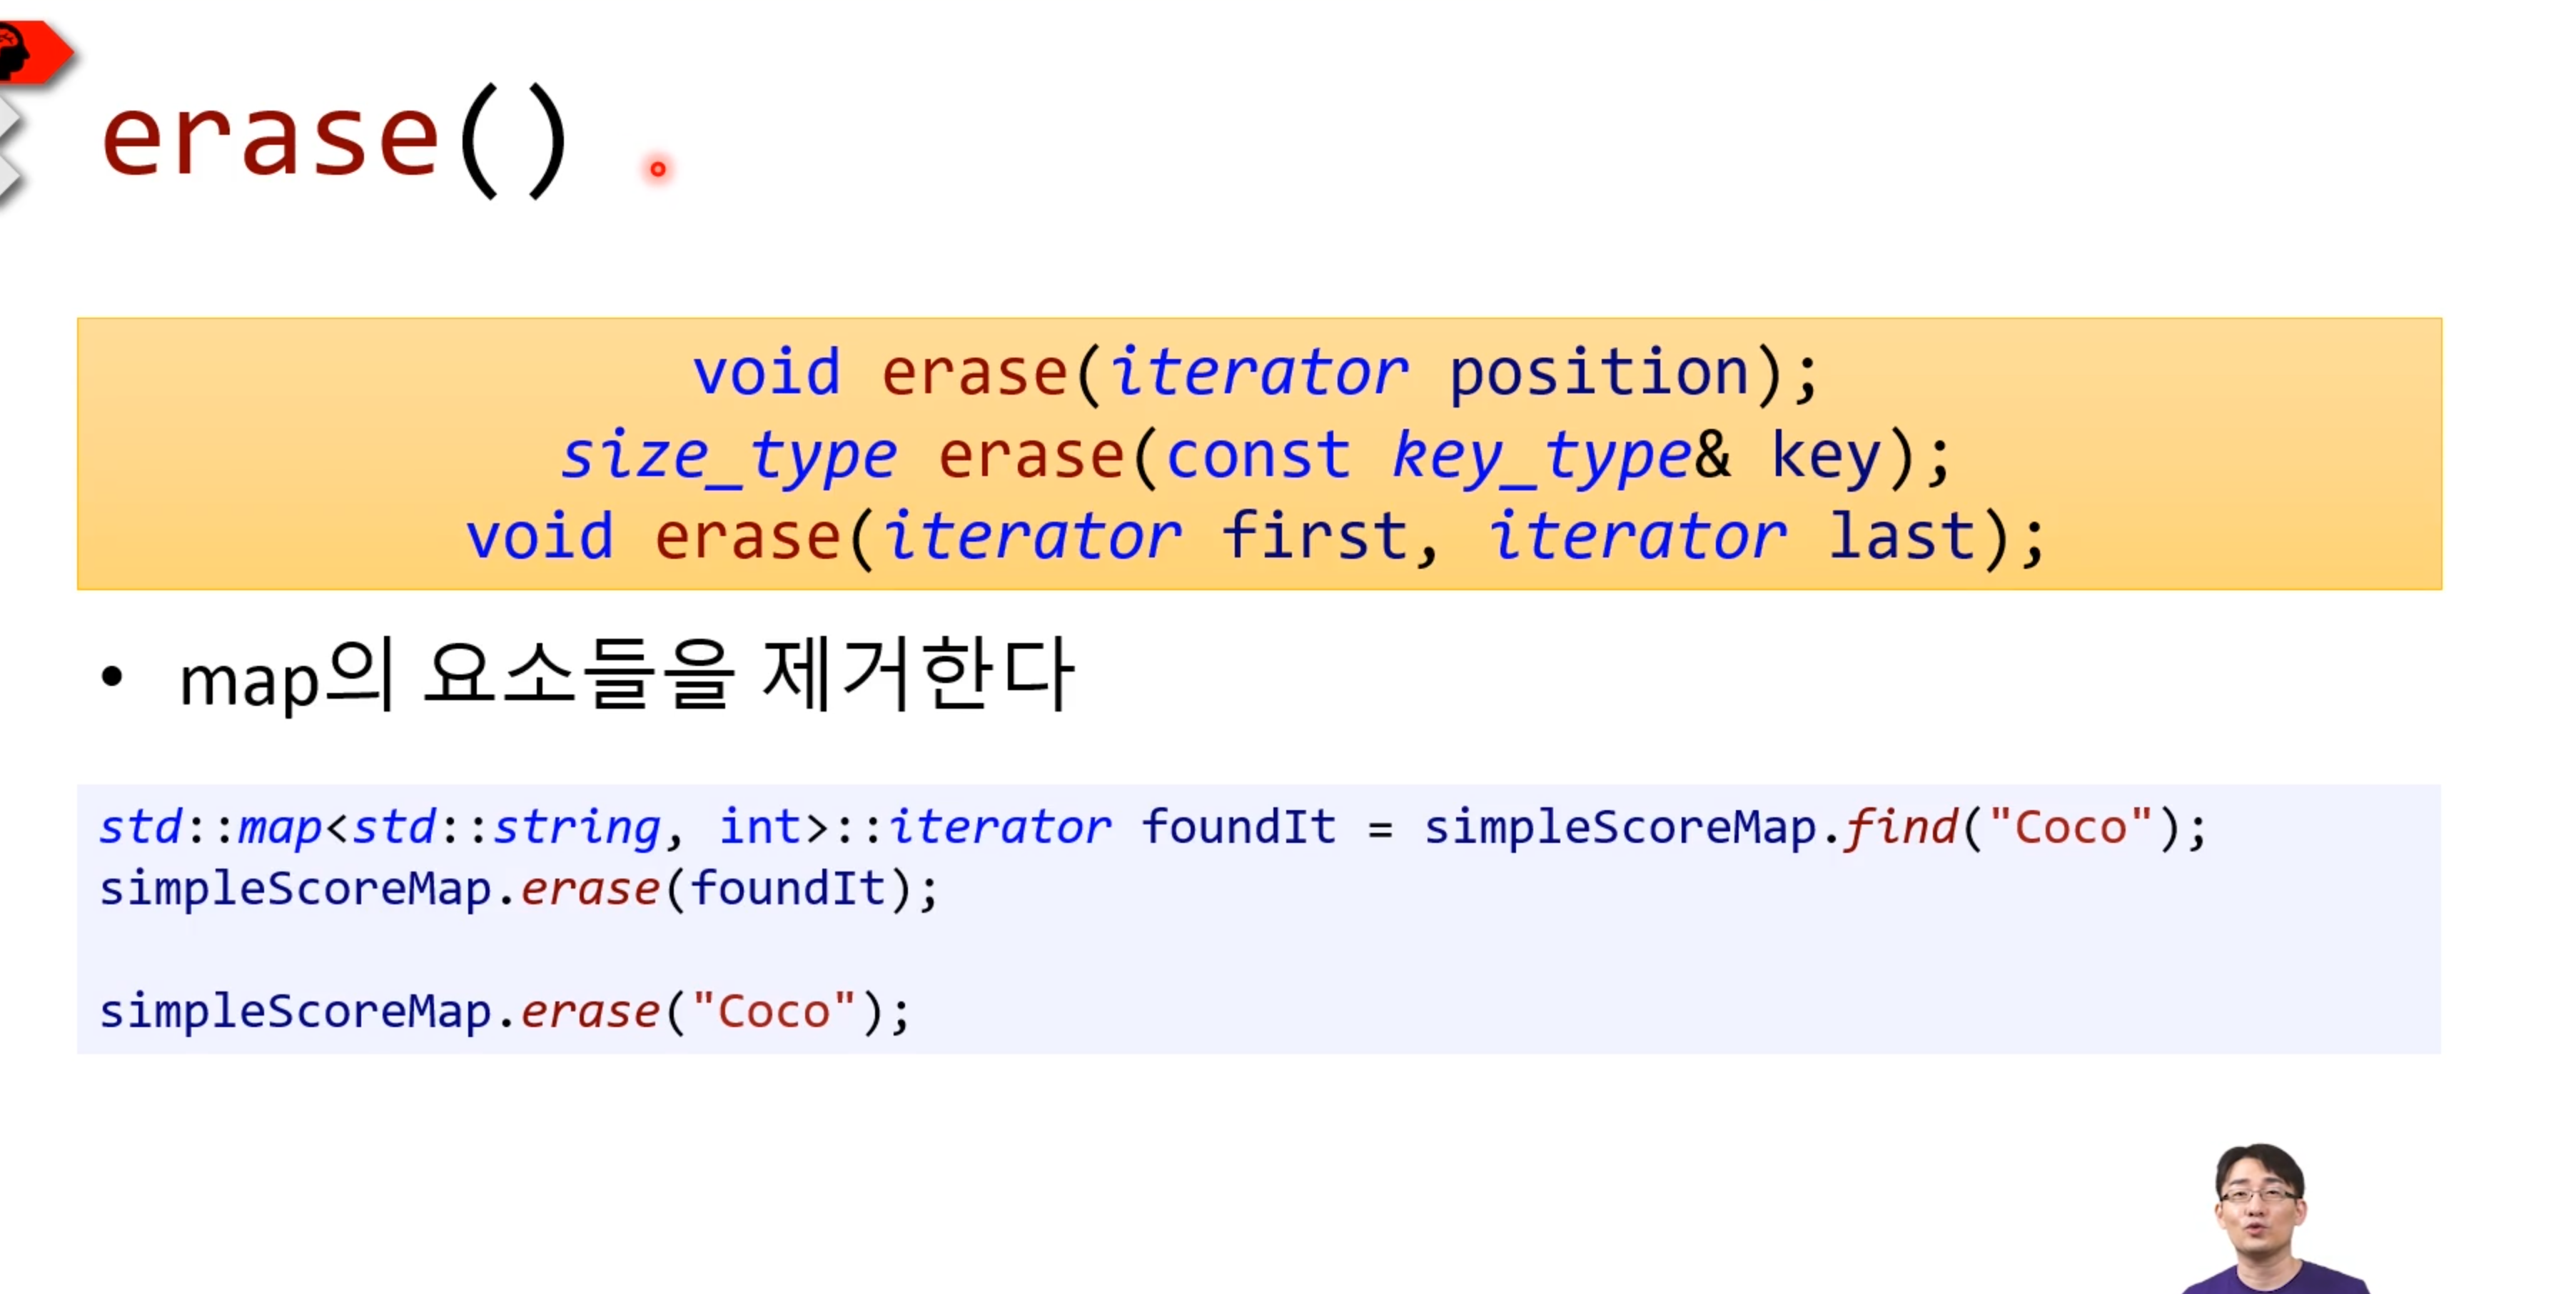 erase()
void erase(iterator position);
size_type erase(const key_type& key);
void erase(iterator first, iterator last);
• map의 요소들을 제거한다
std::map<std::string, int>::iterator foundIt = simpleScoreMap.find("Coco");
simpleScoreMap.erase(foundIt);
simpleScoreMap.erase("Coco");